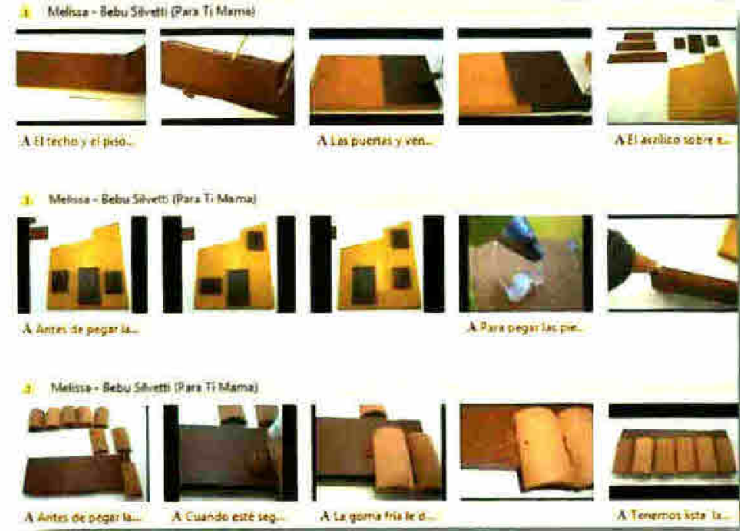 Melissa - Bebu Silvetti (Para Ti Mama)
A El techo y el piso...
A Las puertas y ven...
A El acrilico sobre e...
Melissa - Bebu Silvetti (Para Ti Mama)
A Antes de pegar la...
A Para pegar las pie...
Melissa - Bebu Silvetti (Para Ti Mama)
A Antes de pegar la...
A Cuando esté seg...
A La goma fría le d...
A Tenemos lista la...